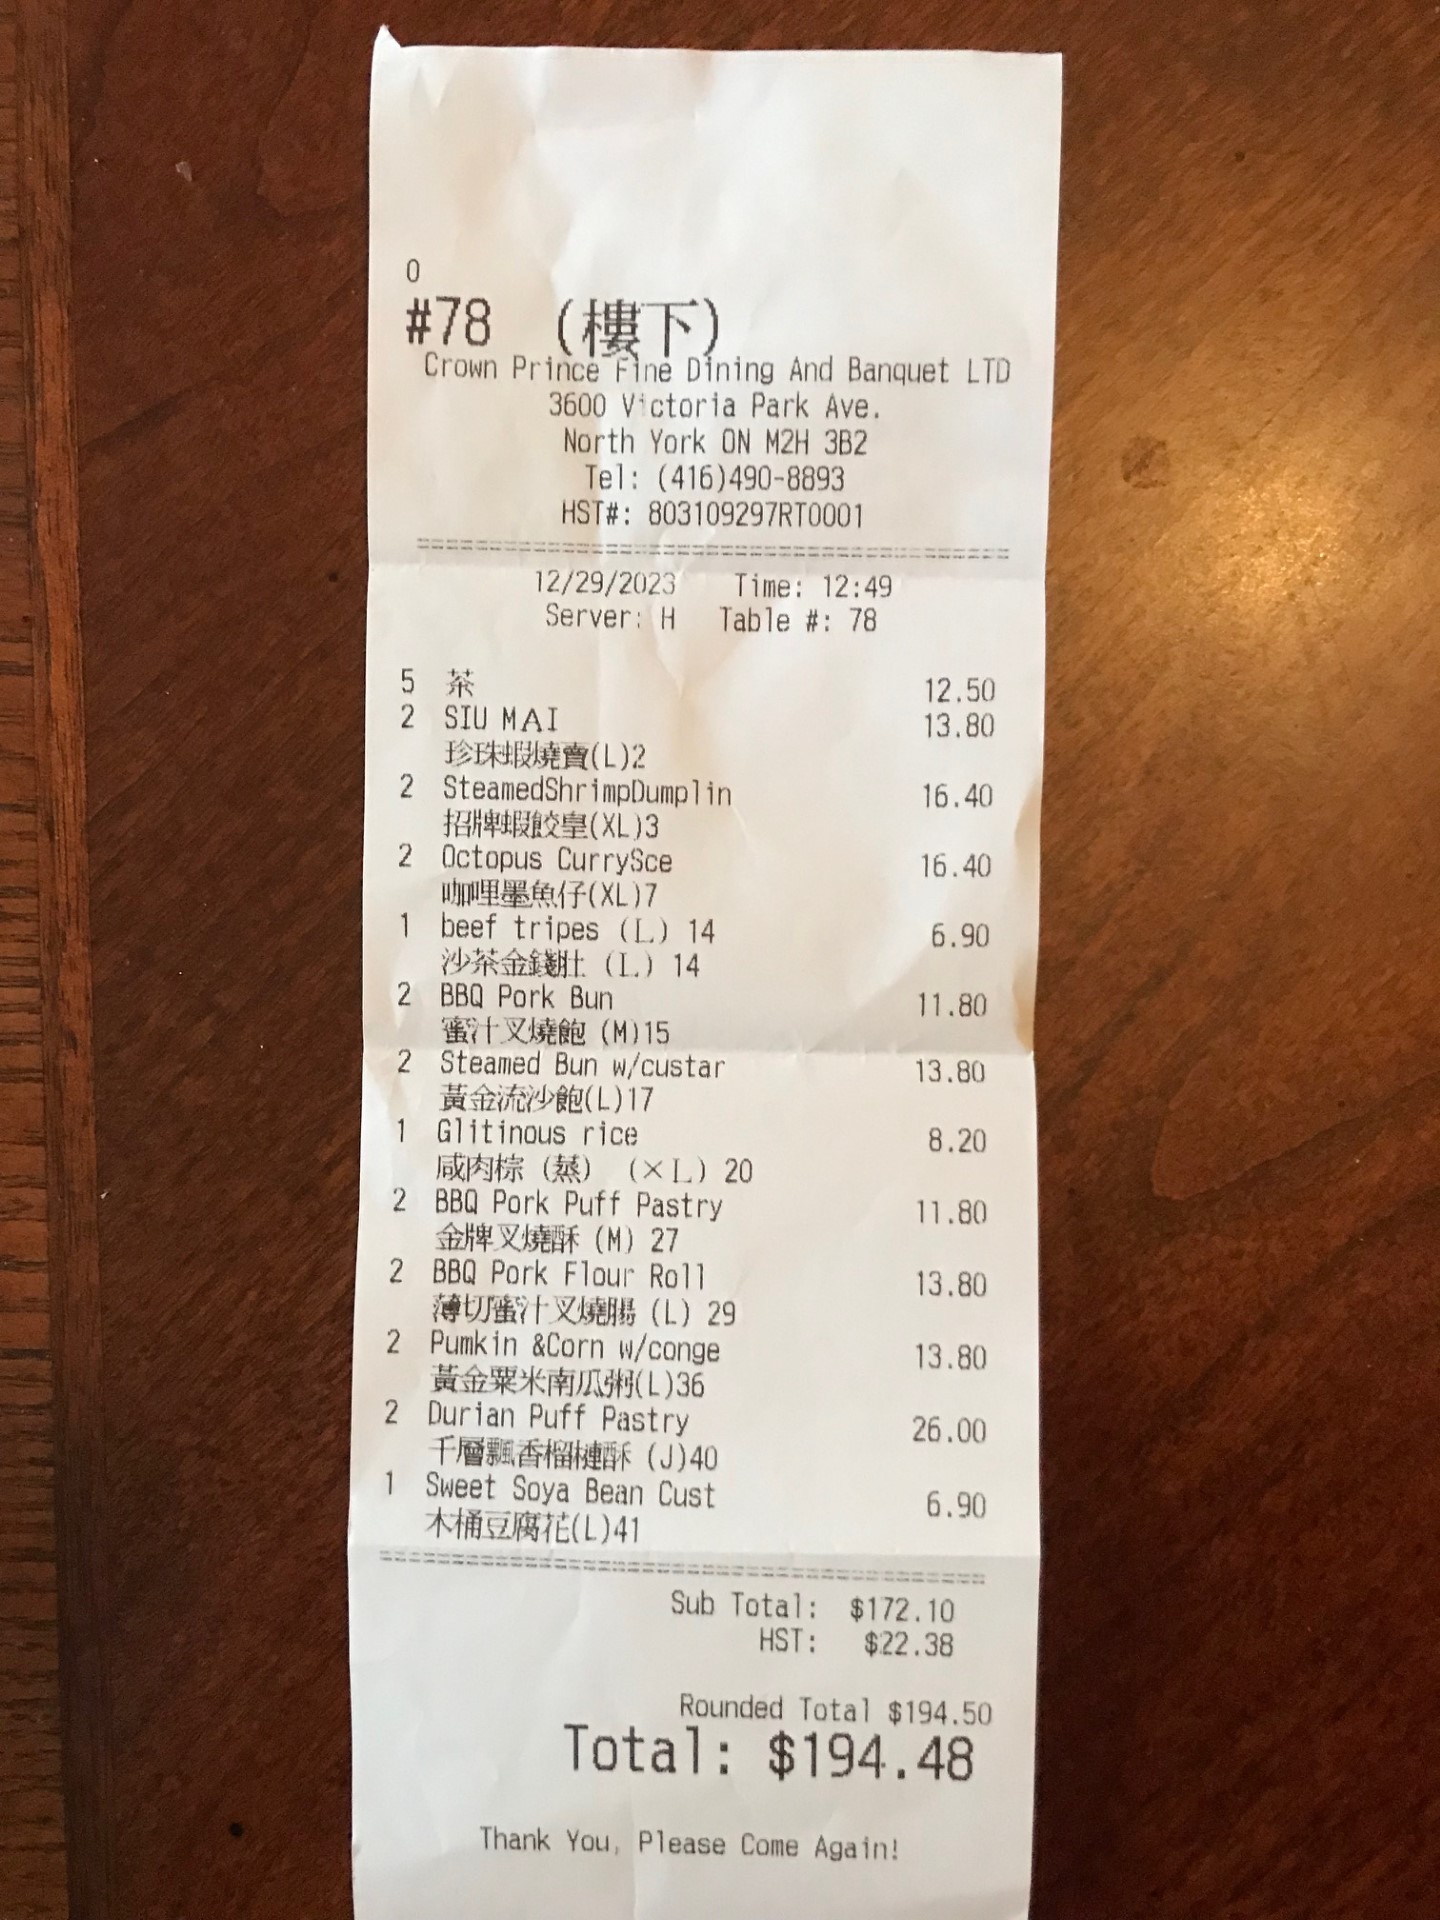 0
#78 (樓下)
Crown Prince Fine Dining And Banquet LTD
3600 Victoria Park Ave.
North York ON M2H 3B2
Tel: (416)490-8893
HST#: 803109297RT0001
12/29/2023 Time: 12:49
Server: H Table #: 78
5 茶 12.50
2 SIU MAI 13.80
珍珠蝦燒賣(L)2
2 SteamedShrimpDumplin 16.40
招牌蝦餃皇(XL)3
2 Octopus CurrySce 16.40
咖哩墨魚仔(XL)7
1 beef tripes (L) 14 6.90
沙茶金錢肚 (L) 14
2 BBQ Pork Bun 11.80
蜜汁叉燒飽 (M)15
2 Steamed Bun w/custar 13.80
黃金流沙飽(L)17
1 Glitinous rice 8.20
咸肉棕 (蒸) (×L) 20
2 BBQ Pork Puff Pastry 11.80
金牌叉燒酥 (M) 27
2 BBQ Pork Flour Roll 13.80
薄切蜜汁叉燒腸 (L) 29
2 Pumkin &Corn w/conge 13.80
黃金粟米南瓜粥(L)36
2 Durian Puff Pastry 26.00
千層飄香榴槤酥 (J)40
1 Sweet Soya Bean Cust 6.90
木桶豆腐花(L)41
Sub Total: $172.10
HST: $22.38
Rounded Total $194.50
Total: $194.48
Thank You, Please Come Again!